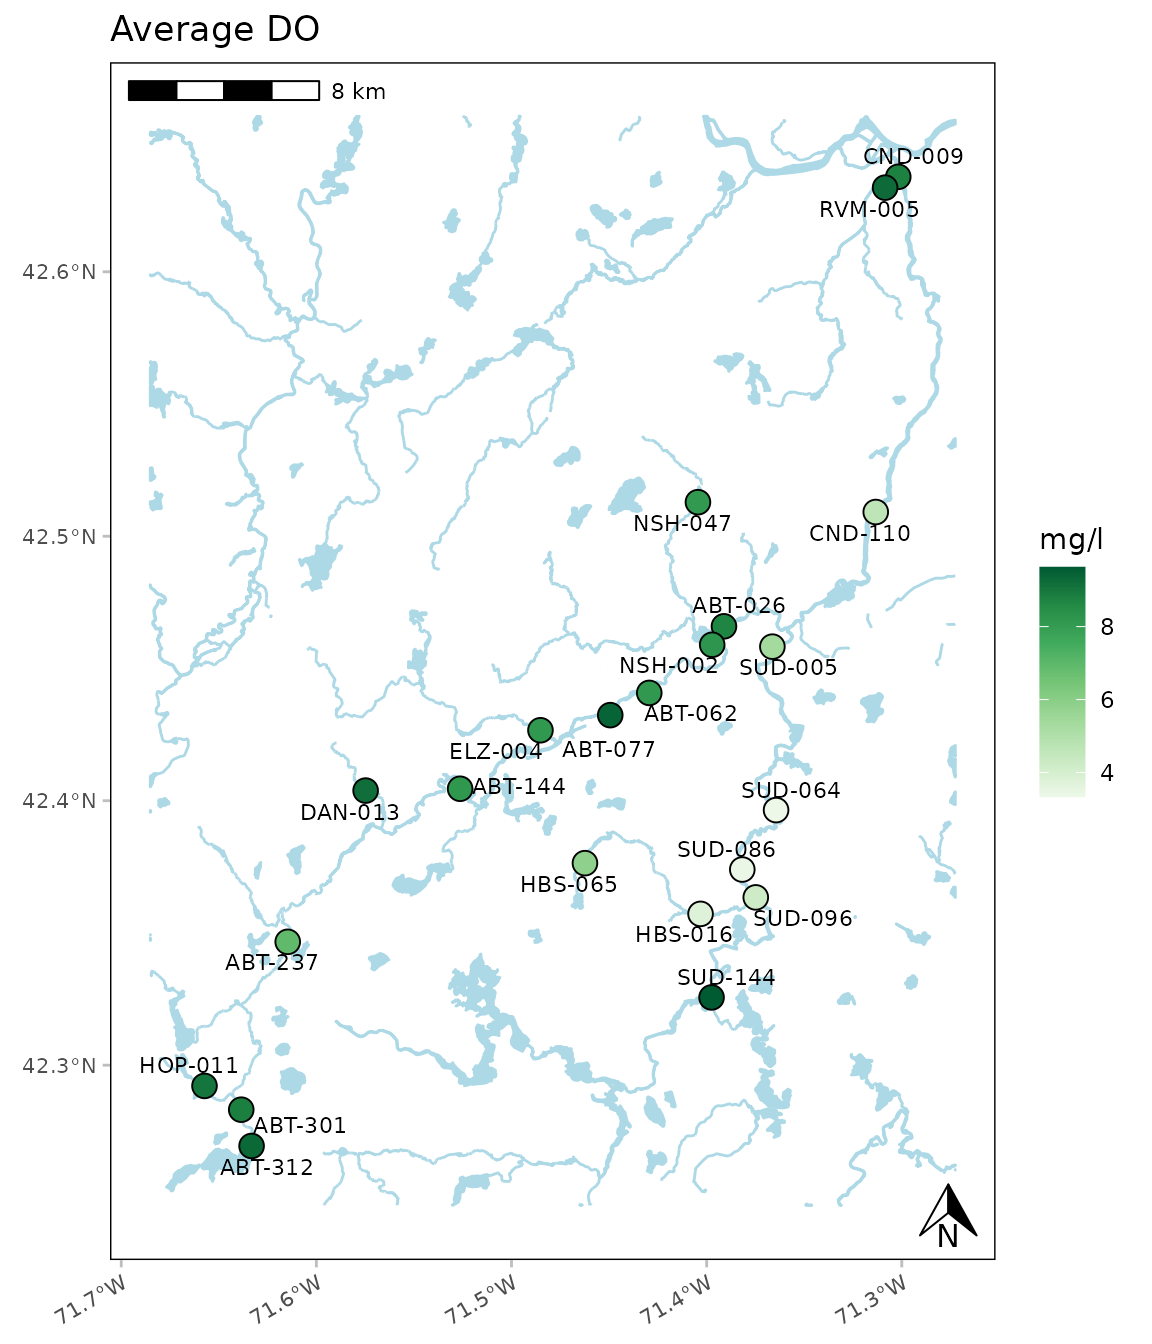 Average DO
8 km
CND-009
RVM-005
42.6°N
NSH-047
CND-110
42.5°N
mg/l
ABT-026
8
NSH-002
SUD-005
6
ABT-062
ELZ-004
ABT-077
4
ABT-144
SUD-064
42.4°N
DAN-013
SUD-086
HBS-065
SUD-096
HBS-016
ABT-237
SUD-144
HOP-011
42.3°N
ABT-301
ABT-312
N
71.7°W
71.6°W
71.5°W
71.4°W
71.3°W